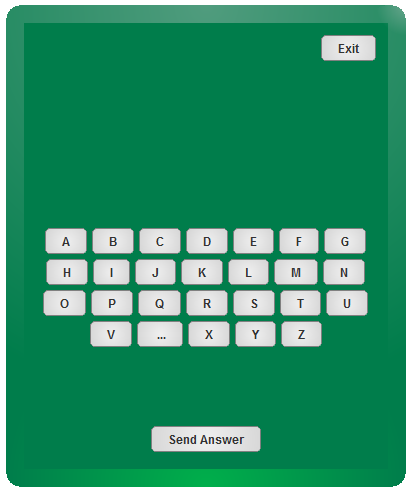 Exit
A B C D E F G
H I J K L M N
O P Q R S T U
V ... X Y Z
Send Answer